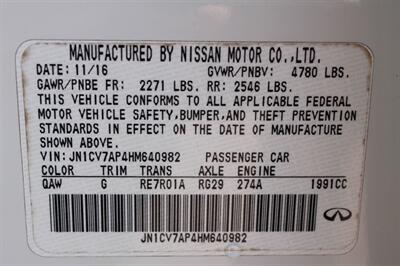 MANUFACTURED BY NISSAN MOTOR CO.,LTD.
DATE: 11/16 GVWR/PNBV: 4780 LBS.
GAWR/PNBE FR: 2271 LBS. RR: 2546 LBS.
THIS VEHICLE CONFORMS TO ALL APPLICABLE FEDERAL
MOTOR VEHICLE SAFETY,BUMPER,AND THEFT PREVENTION
STANDARDS IN EFFECT ON THE DATE OF MANUFACTURE
SHOWN ABOVE.
VIN:JN1CV7AP4HM640982 PASSENGER CAR
COLOR TRIM TRANS AXLE ENGINE
QAW G RE7R01A RG29 274A 1991CC
JN1CV7AP4HM640982